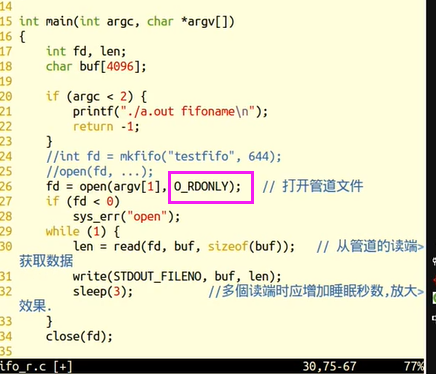 14
15 int main(int argc, char *argv[])
16 {
17     int fd, len;
18     char buf[4096];
19
20     if (argc < 2) {
21         printf("./a.out fifoname\n");
22         return -1;
23     }
24     //int fd = mkfifo("testfifo", 644);
25     //open(fd, ...);
26     fd = open(argv[1], O_RDONLY);   // 打开管道文件
27     if (fd < 0)
28         sys_err("open");
29     while (1) {
30         len = read(fd, buf, sizeof(buf));   // 从管道的读端>
获取数据
31         write(STDOUT_FILENO, buf, len);
32         sleep(3);           //多個读端时应增加睡眠秒数,放大>
效果.
33     }
34     close(fd);
35
ifo_r.c [+] 30,75-67 77%